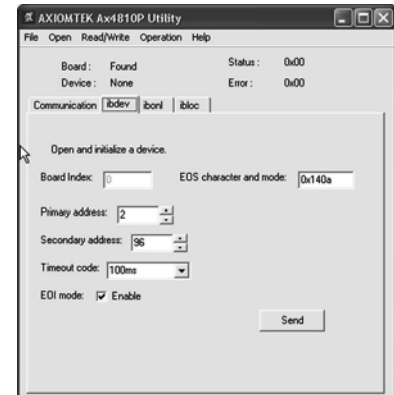 AXIOMTEK Ax4810P Utility
File Open Read/Write Operation Help
Board : Found Status : 0x00
Device : None Error : 0x00
Communication ibdev ibonl ibloc
Open and initialize a device.
Board Index: 0 EOS character and mode: 0x140a
Primary address: 2
Secondary address: 96
Timeout code: 100ms
EOI mode: Enable
Send